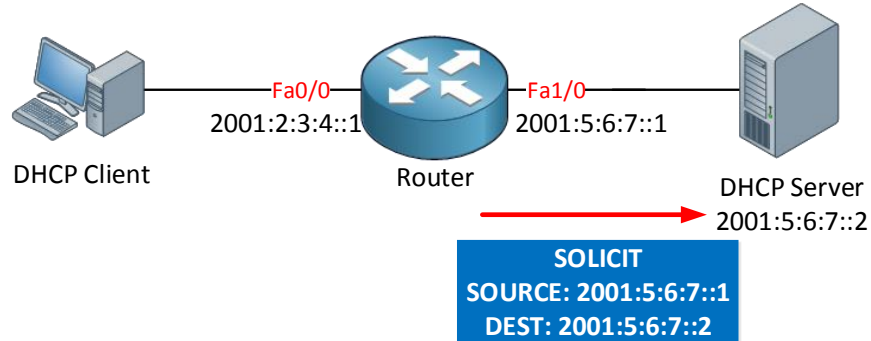 Fa0/0
Fa1/0
2001:2:3:4::1
2001:5:6:7::1
DHCP Client
Router
DHCP Server
2001:5:6:7::2
SOLICIT
SOURCE: 2001:5:6:7::1
DEST: 2001:5:6:7::2